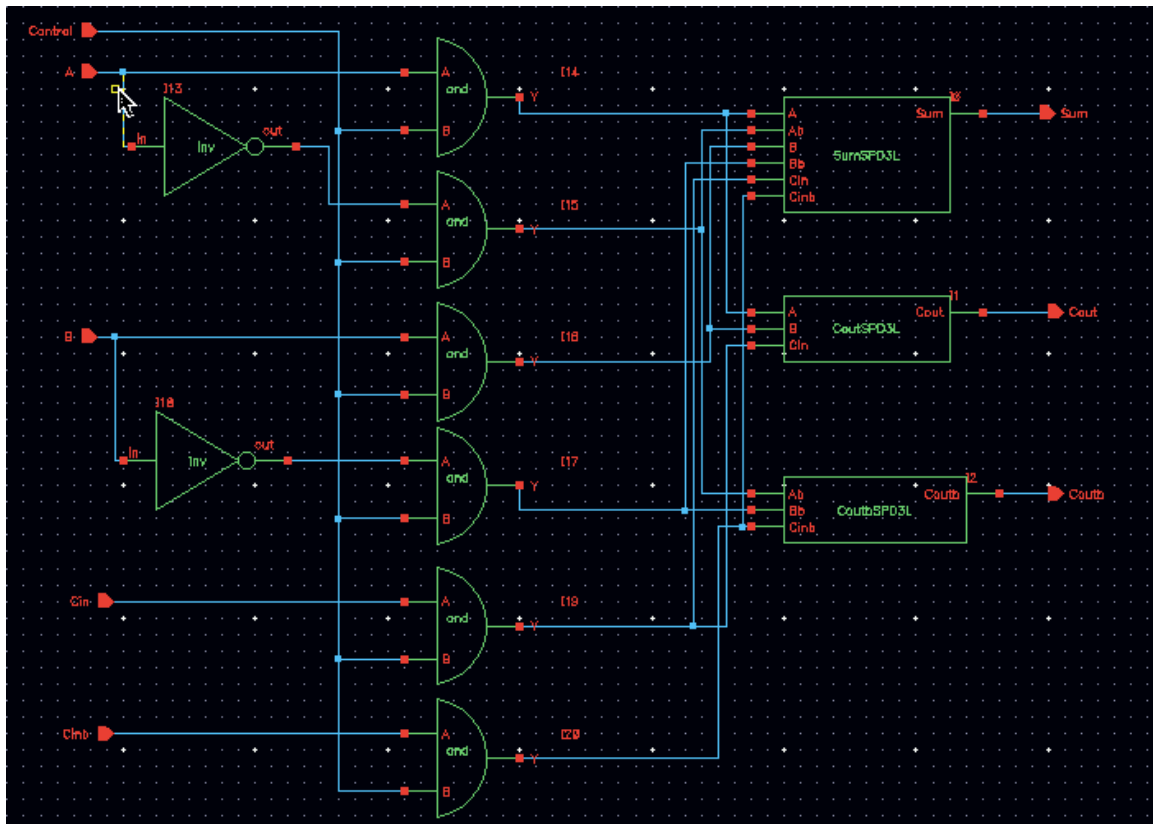 Control
A
I13
In
out
Inv
A
and
B
I14
Y
A
and
B
I15
Y
B
I18
In
out
Inv
A
and
B
I16
Y
A
and
B
I17
Y
Cin
A
and
B
I19
Y
Cinb
A
and
B
I20
Y
A
Ab
B
Bb
Cin
Cinb
SumSPD3L
Sum
Sum
I1
A
B
Cin
CoutSPD3L
Cout
Cout
I2
Ab
Bb
Cinb
CoutbSPD3L
Coutb
Coutb